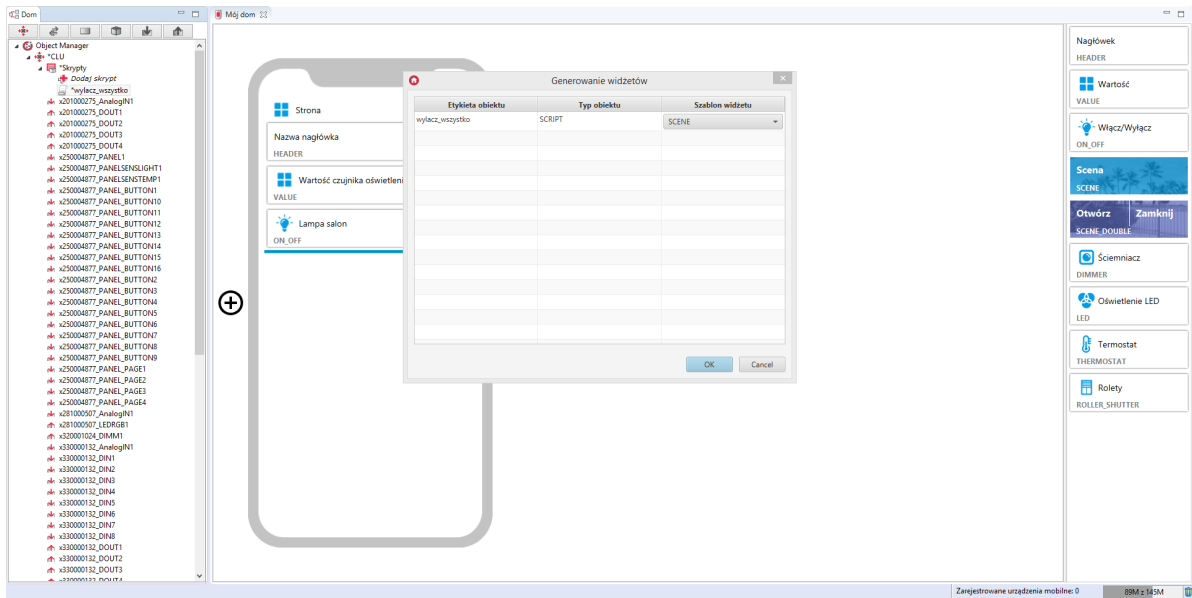 Dom
Mój dom
Object Manager
*CLU
*Skrypty
Dodaj skrypt
*wylacz_wszystko
x201000275_AnalogIN1
x201000275_DOUT1
x201000275_DOUT2
x201000275_DOUT3
x201000275_DOUT4
x250004877_PANEL1
x250004877_PANELSENSLIGHT1
x250004877_PANELSENSTEMP1
x250004877_PANEL_BUTTON1
x250004877_PANEL_BUTTON10
x250004877_PANEL_BUTTON11
x250004877_PANEL_BUTTON12
x250004877_PANEL_BUTTON13
x250004877_PANEL_BUTTON14
x250004877_PANEL_BUTTON15
x250004877_PANEL_BUTTON16
x250004877_PANEL_BUTTON2
x250004877_PANEL_BUTTON3
x250004877_PANEL_BUTTON4
x250004877_PANEL_BUTTON5
x250004877_PANEL_BUTTON6
x250004877_PANEL_BUTTON7
x250004877_PANEL_BUTTON8
x250004877_PANEL_BUTTON9
x250004877_PANEL_PAGE1
x250004877_PANEL_PAGE2
x250004877_PANEL_PAGE3
x250004877_PANEL_PAGE4
x281000507_AnalogIN1
x281000507_LEDRGB1
x320001024_DIMM1
x330000132_AnalogIN1
x330000132_DIN1
x330000132_DIN2
x330000132_DIN3
x330000132_DIN4
x330000132_DIN5
x330000132_DIN6
x330000132_DIN7
x330000132_DIN8
x330000132_DOUT1
x330000132_DOUT2
x330000132_DOUT3
x330000132_DOUT4
Strona
Nazwa nagłówka
HEADER
Wartość czujnika oświetleni
VALUE
Lampa salon
ON_OFF
Generowanie widżetów
Etykieta obiektu Typ obiektu Szablon widżetu
wylacz_wszystko SCRIPT SCENE
OK Cancel
Nagłówek
HEADER
Wartość
VALUE
Włącz/Wyłącz
ON_OFF
Scena
SCENE
Otwórz Zamknij
SCENE_DOUBLE
Ściemniacz
DIMMER
Oświetlenie LED
LED
Termostat
THERMOSTAT
Rolety
ROLLER_SHUTTER
Zarejestrowane urządzenia mobilne: 0 89M z 145M